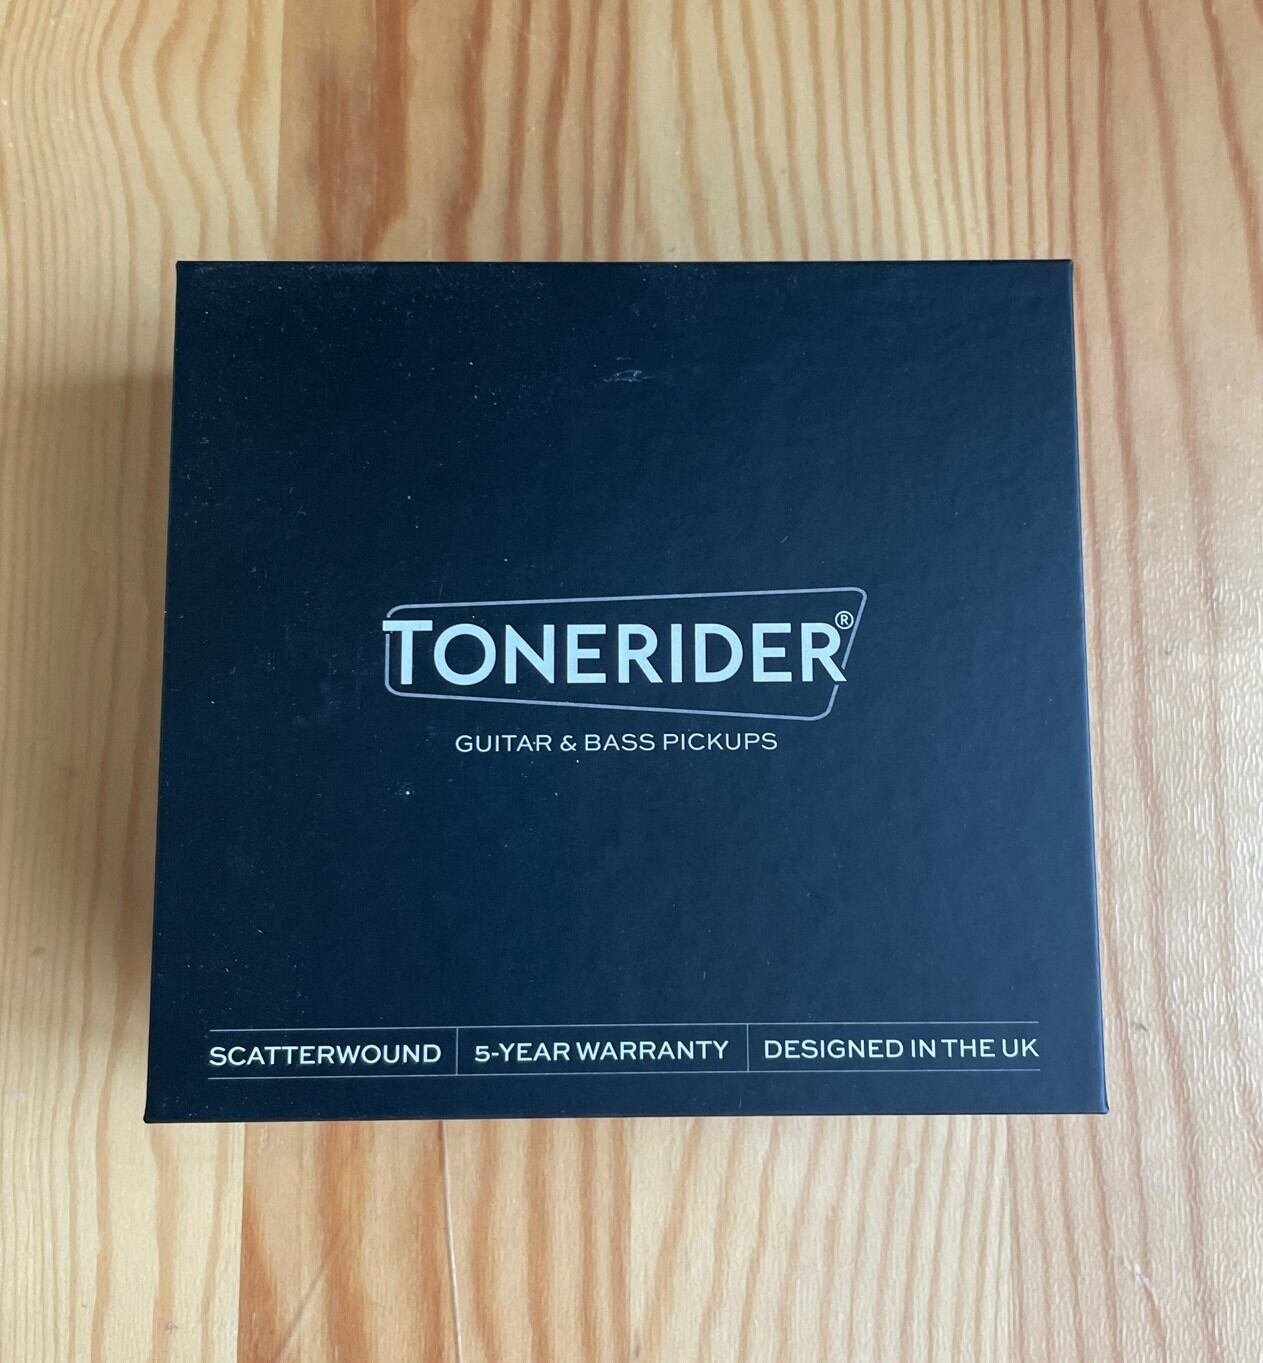 TONERIDER®
GUITAR & BASS PICKUPS
SCATTERWOUND 5-YEAR WARRANTY DESIGNED IN THE UK